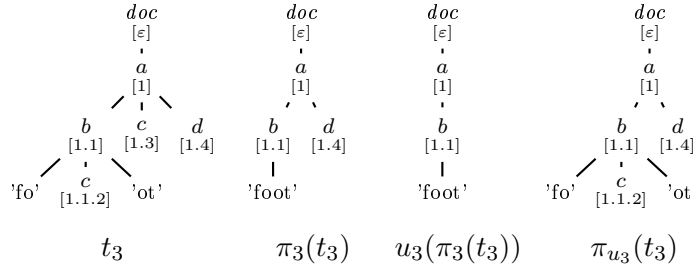 doc doc doc doc
[ε] [ε] [ε] [ε]
a a a a
[1] [1] [1] [1]
b c d b d b b d
[1.1] [1.3] [1.4] [1.1] [1.4] [1.1] [1.1] [1.4]
'fo' c 'ot' 'foot' 'foot' 'fo' c 'ot
[1.1.2] [1.1.2]
t₃ π₃(t₃) u₃(π₃(t₃)) π_{u₃}(t₃)